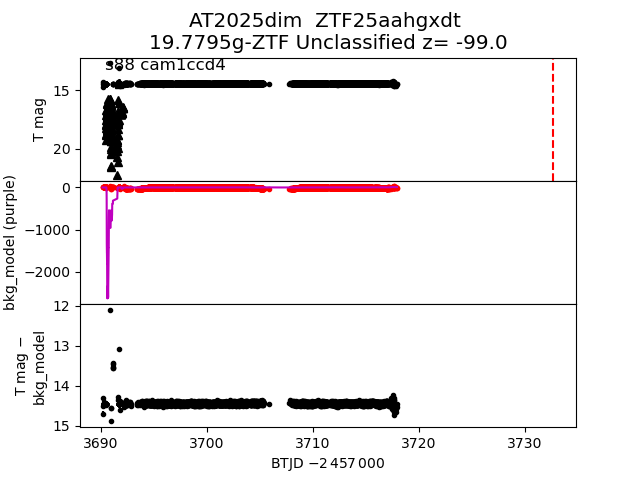 AT2025dim ZTF25aahgxdt
19.7795g-ZTF Unclassified z= -99.0
s88 cam1ccd4
15
20
T mag
0
−1000
−2000
bkg_model (purple)
12
13
14
15
T mag −
bkg_model
3690
3700
3710
3720
3730
BTJD −2 457 000